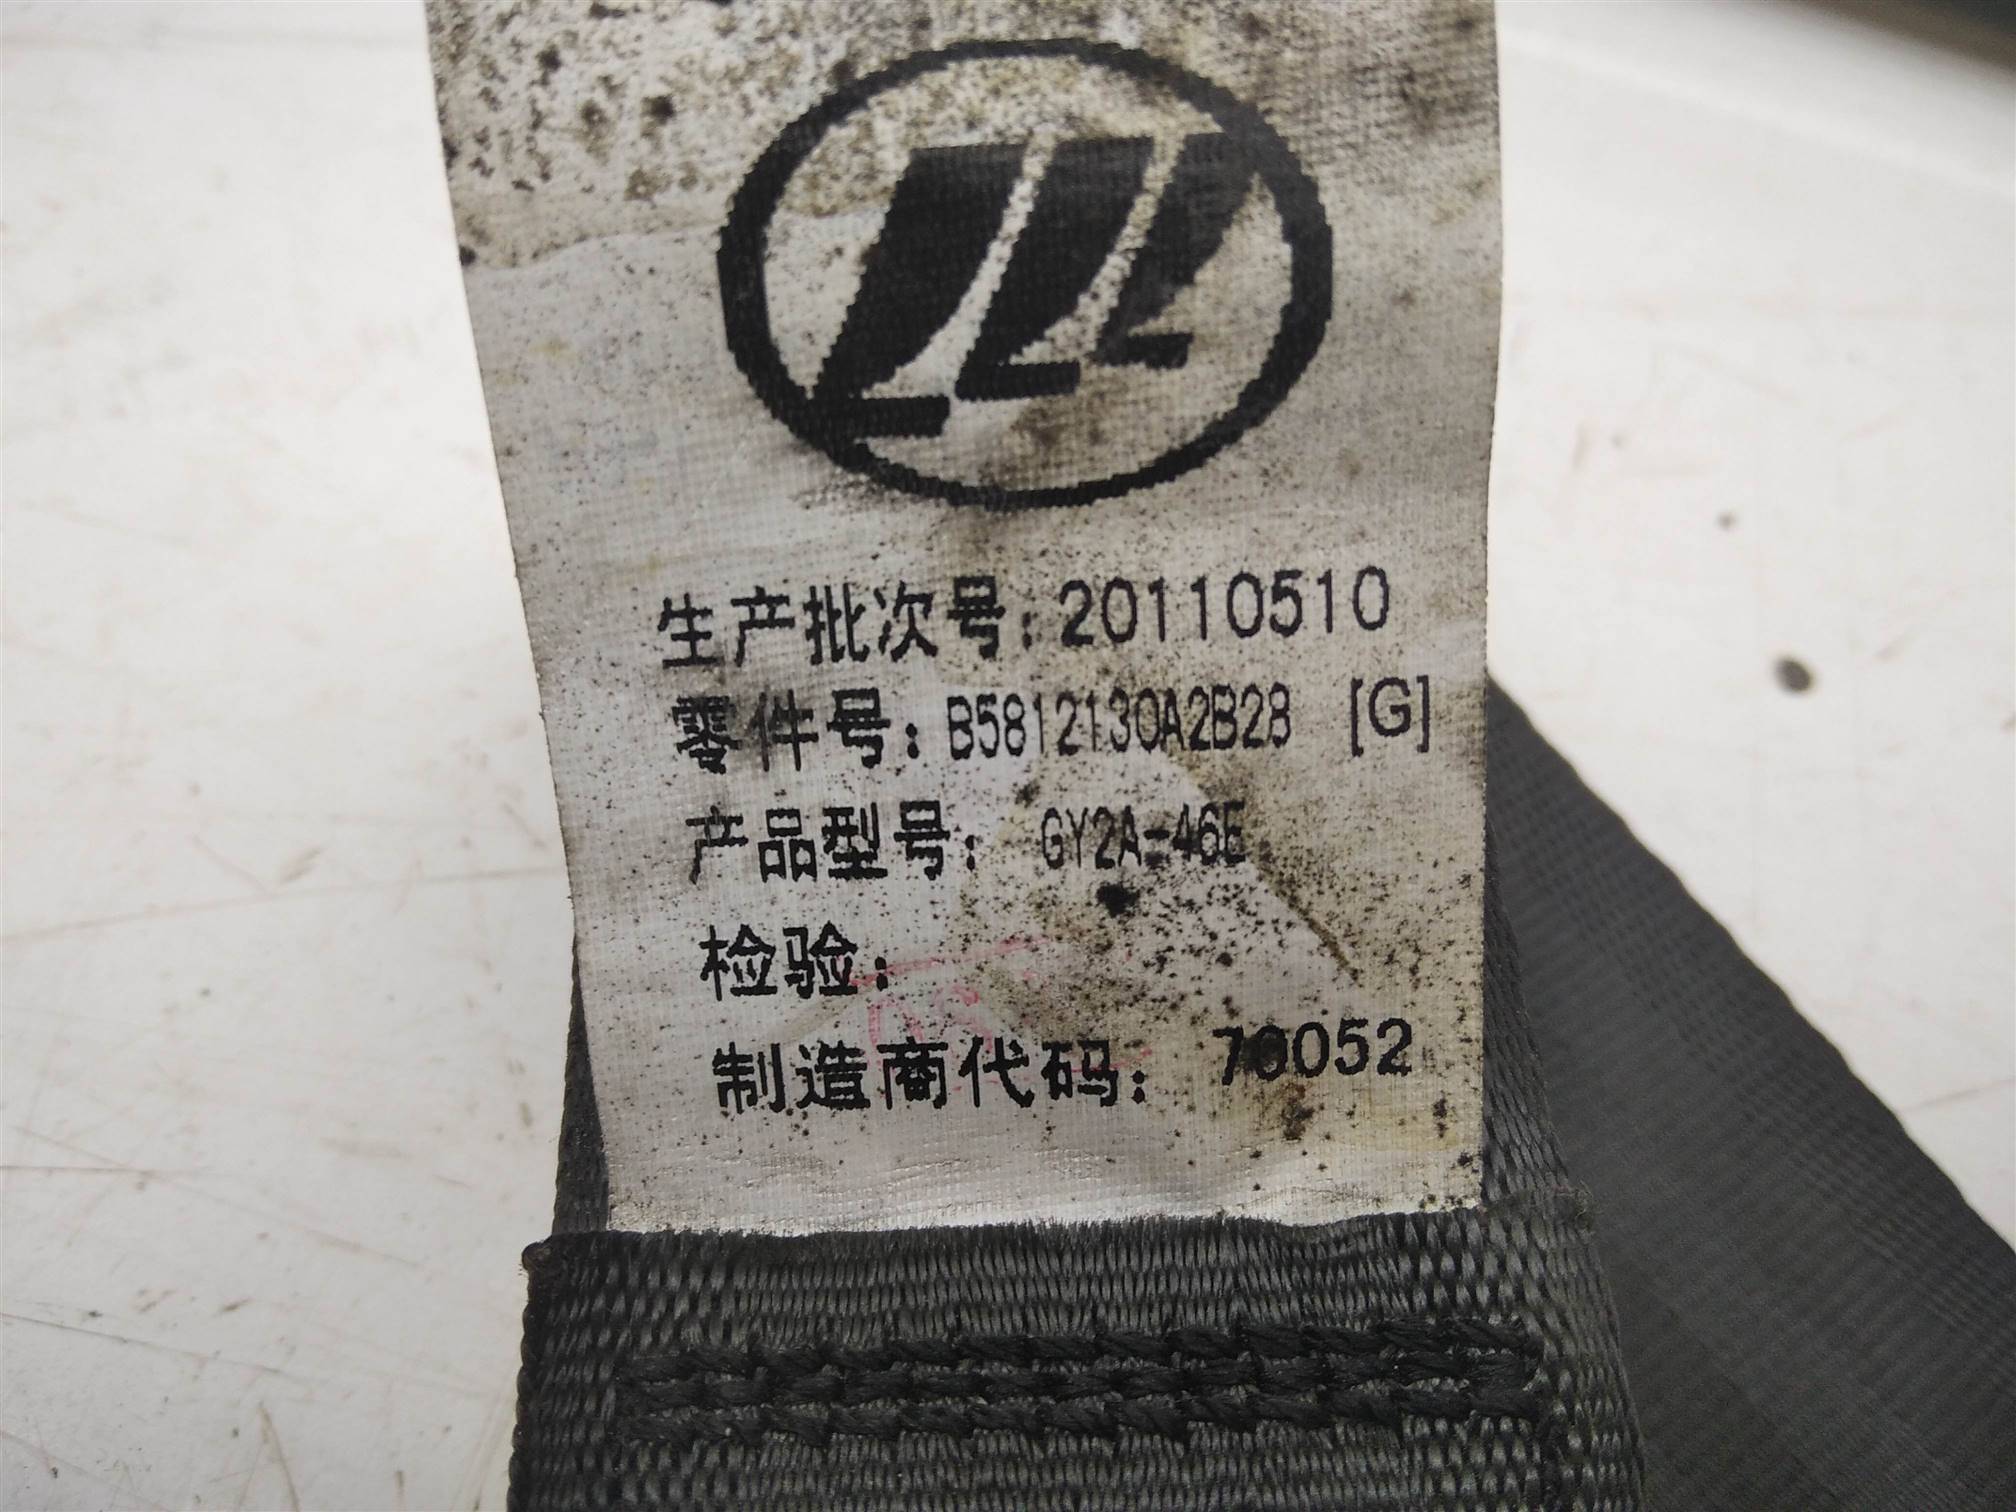 生产批次号: 20110510
零件号: B5812130A2B28 [G]
产品型号: GY2A-46E
检验:
制造商代码: 70052